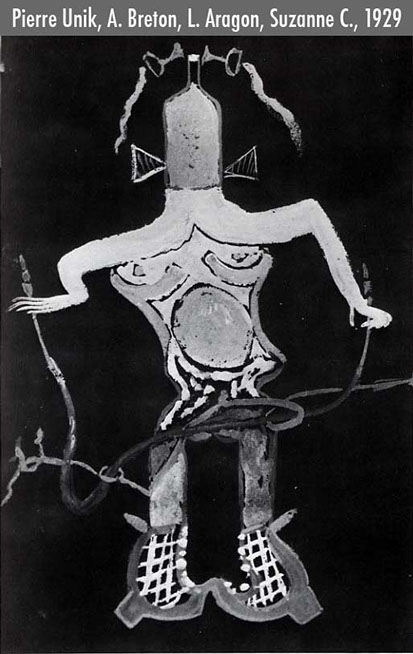 Pierre Unik, A. Breton, L. Aragon, Suzanne C., 1929